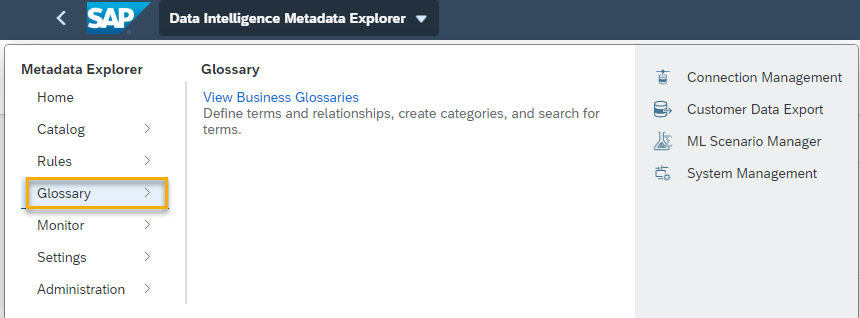 SAP Data Intelligence Metadata Explorer
Metadata Explorer
Home
Catalog
Rules
Glossary
Monitor
Settings
Administration
Glossary
View Business Glossaries
Define terms and relationships, create categories, and search for
terms.
Connection Management
Customer Data Export
ML Scenario Manager
System Management